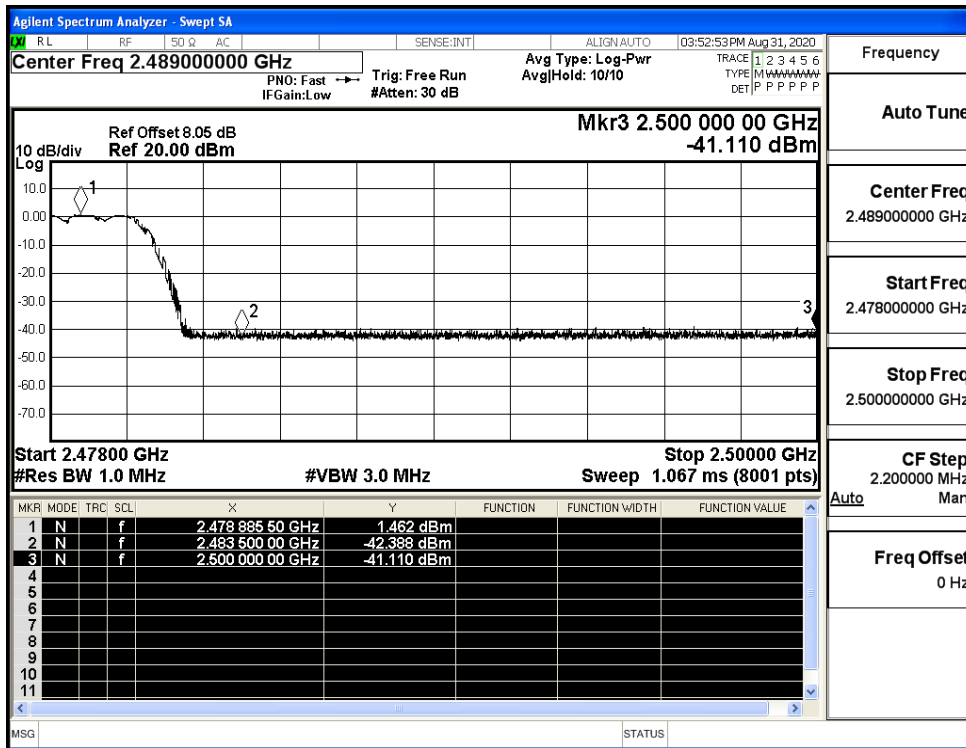 Agilent Spectrum Analyzer - Swept SA
LXI RL RF 50 Ω AC SENSE:INT ALIGNAUTO 03:52:53PM Aug 31, 2020
Center Freq 2.489000000 GHz
PNO: Fast
IFGain:Low
Trig: Free Run
#Atten: 30 dB
Avg Type: Log-Pwr
Avg|Hold: 10/10
TRACE 1 2 3 4 5 6
TYPE M
DET P P P P P P
Ref Offset 8.05 dB
Ref 20.00 dBm
10 dB/div
Log
Mkr3 2.500 000 00 GHz
-41.110 dBm
10.0
0.00
-10.0
-20.0
-30.0
-40.0
-50.0
-60.0
-70.0
1
2
3
Start 2.47800 GHz
Stop 2.50000 GHz
#Res BW 1.0 MHz #VBW 3.0 MHz Sweep 1.067 ms (8001 pts)
MKR MODE TRC SCL X Y FUNCTION FUNCTION WIDTH FUNCTION VALUE
1 N f 2.478 885 50 GHz 1.462 dBm
2 N f 2.483 500 00 GHz -42.388 dBm
3 N f 2.500 000 00 GHz -41.110 dBm
4
5
6
7
8
9
10
11
MSG STATUS
Frequency
Auto Tune
Center Freq
2.489000000 GHz
Start Freq
2.478000000 GHz
Stop Freq
2.500000000 GHz
CF Step
2.200000 MHz
Auto Man
Freq Offset
0 Hz